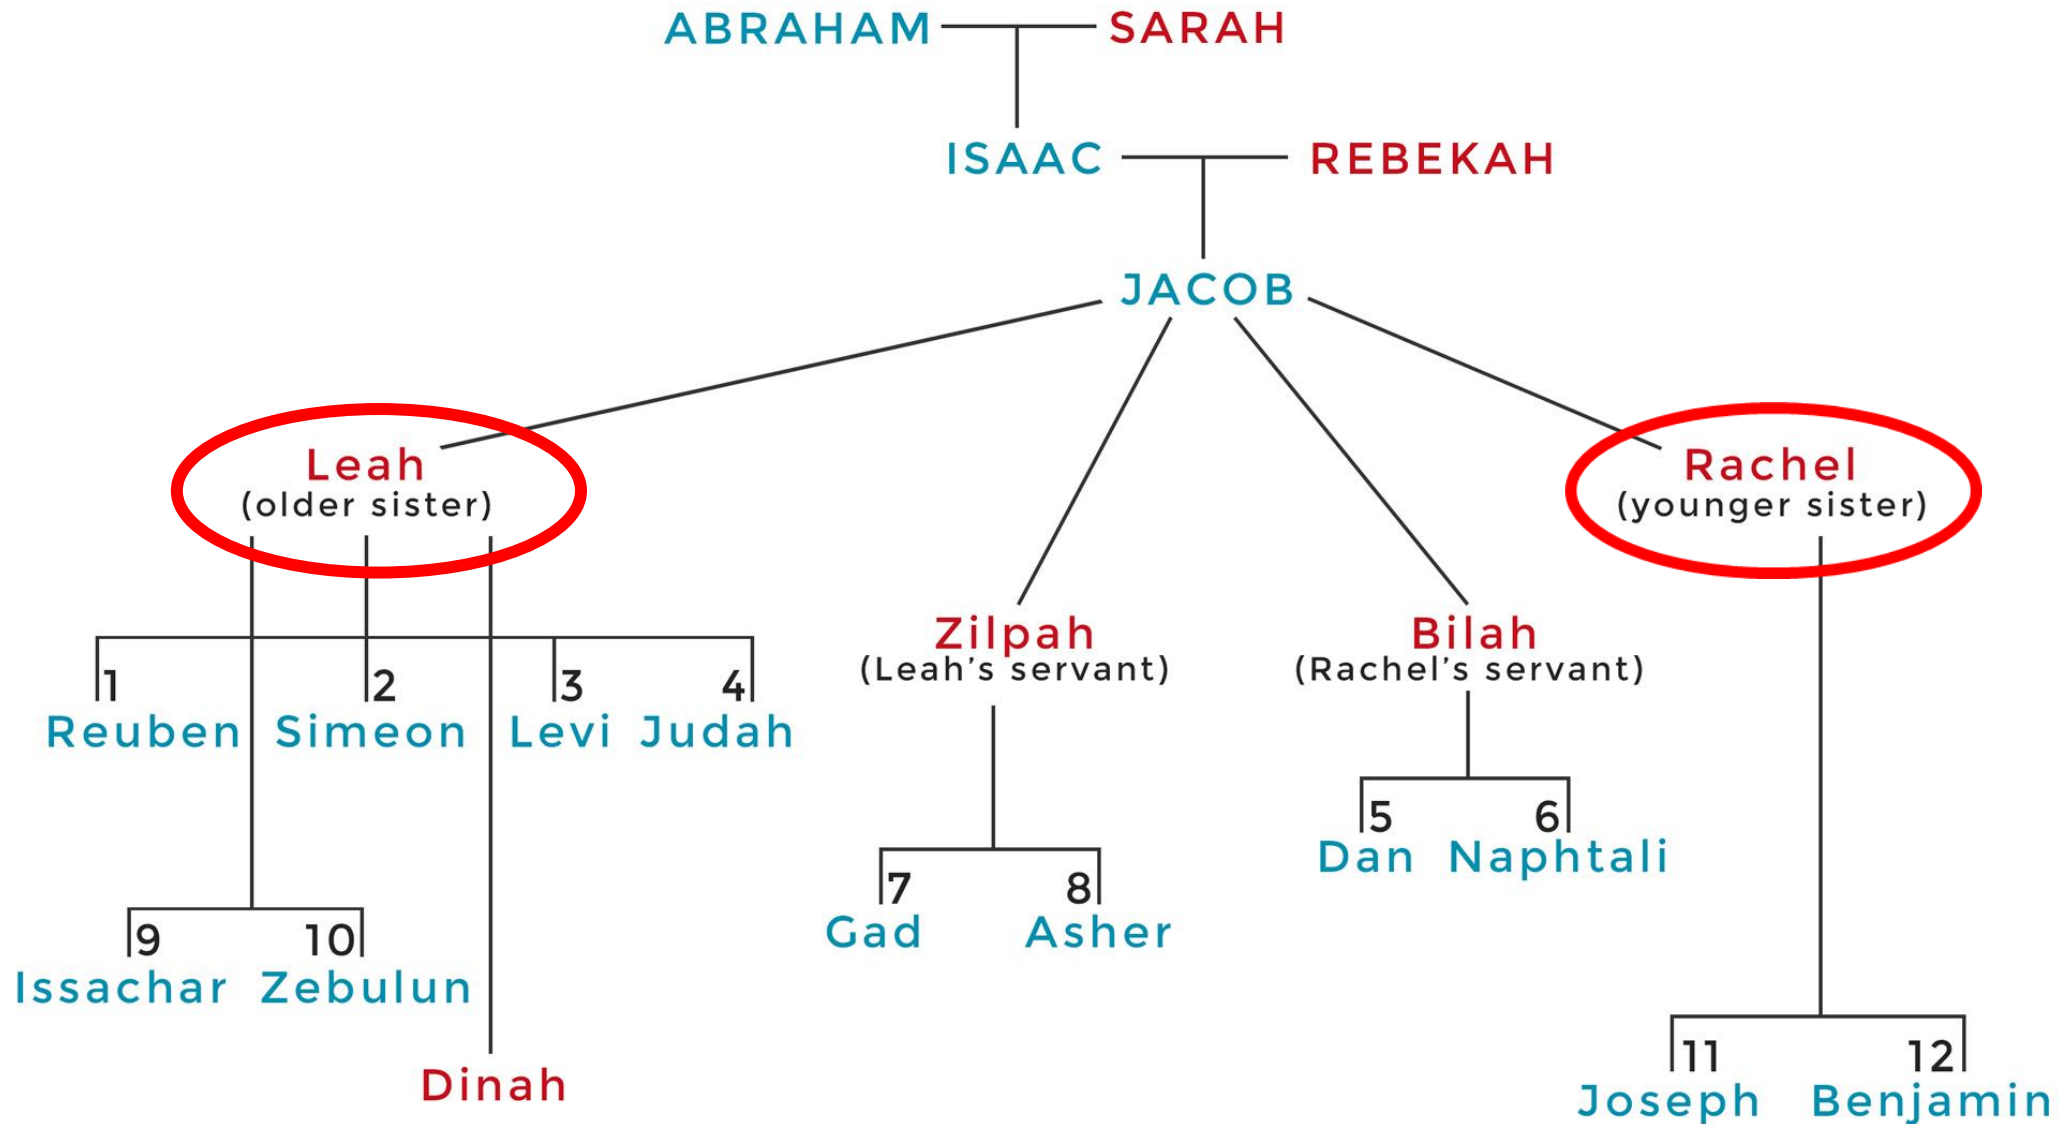 ABRAHAM SARAH
ISAAC REBEKAH
JACOB
Leah
(older sister)
Rachel
(younger sister)
Zilpah
(Leah's servant)
Bilah
(Rachel's servant)
1 2 3 4
Reuben Simeon Levi Judah
5 6
Dan Naphtali
7 8
Gad Asher
9 10
Issachar Zebulun
11 12
Joseph Benjamin
Dinah